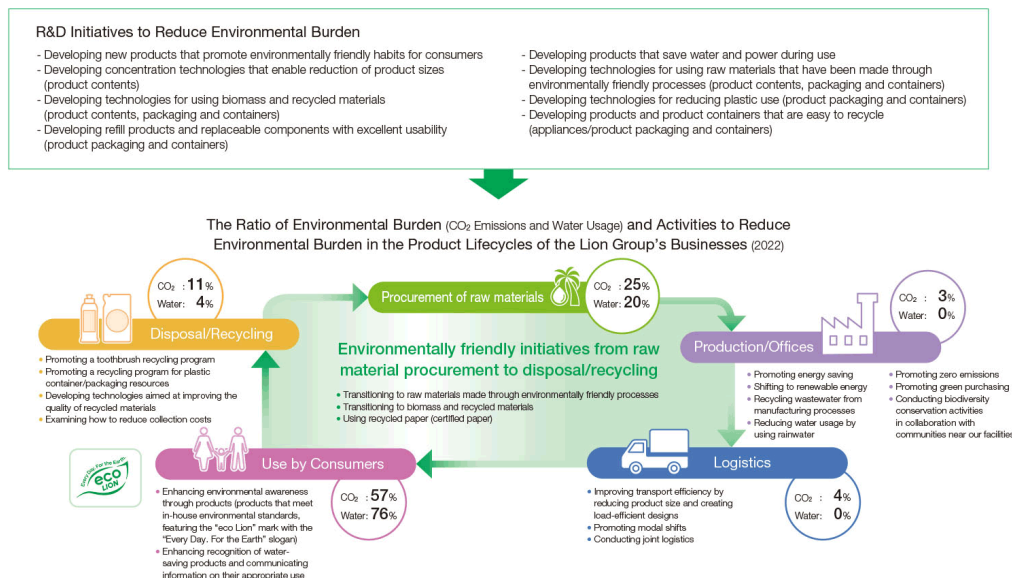 R&D Initiatives to Reduce Environmental Burden
- Developing new products that promote environmentally friendly habits for consumers
- Developing concentration technologies that enable reduction of product sizes
(product contents)
- Developing technologies for using biomass and recycled materials
(product contents, packaging and containers)
- Developing refill products and replaceable components with excellent usability
(product packaging and containers)
- Developing products that save water and power during use
- Developing technologies for using raw materials that have been made through
environmentally friendly processes (product contents, packaging and containers)
- Developing technologies for reducing plastic use (product packaging and containers)
- Developing products and product containers that are easy to recycle
(appliances/product packaging and containers)
The Ratio of Environmental Burden (CO₂ Emissions and Water Usage) and Activities to Reduce
Environmental Burden in the Product Lifecycles of the Lion Group's Businesses (2022)
Procurement of raw materials
CO₂ : 25%
Water: 20%
Environmentally friendly initiatives from raw
material procurement to disposal/recycling
• Transitioning to raw materials made through environmentally friendly processes
• Transitioning to biomass and recycled materials
• Using recycled paper (certified paper)
CO₂ : 3%
Water: 0%
Production/Offices
• Promoting energy saving
• Shifting to renewable energy
• Recycling wastewater from
manufacturing processes
• Reducing water usage by
using rainwater
• Promoting zero emissions
• Promoting green purchasing
• Conducting biodiversity
conservation activities
in collaboration with
communities near our facilities
Logistics
CO₂ : 4%
Water: 0%
• Improving transport efficiency by
reducing product size and creating
load-efficient designs
• Promoting modal shifts
• Conducting joint logistics
Use by Consumers
CO₂ : 57%
Water: 76%
• Enhancing environmental awareness
through products (products that meet
in-house environmental standards,
featuring the "eco Lion" mark with the
"Every Day. For the Earth" slogan)
• Enhancing recognition of water-
saving products and communicating
information on their appropriate use
Every Day. For the Earth
eco
LION
CO₂ : 11%
Water: 4%
Disposal/Recycling
• Promoting a toothbrush recycling program
• Promoting a recycling program for plastic
container/packaging resources
• Developing technologies aimed at improving the
quality of recycled materials
• Examining how to reduce collection costs